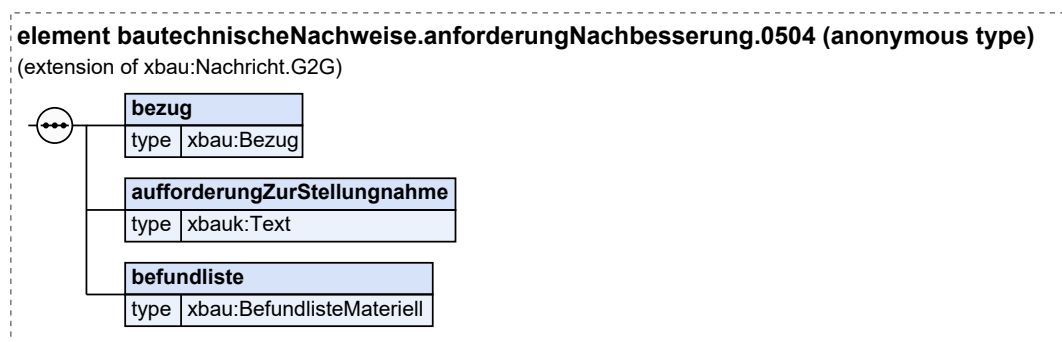 element bautechnischeNachweise.anforderungNachbesserung.0504 (anonymous type)
(extension of xbau:Nachricht.G2G)
bezug
type xbau:Bezug
aufforderungZurStellungnahme
type xbauk:Text
befundliste
type xbau:BefundlisteMateriell